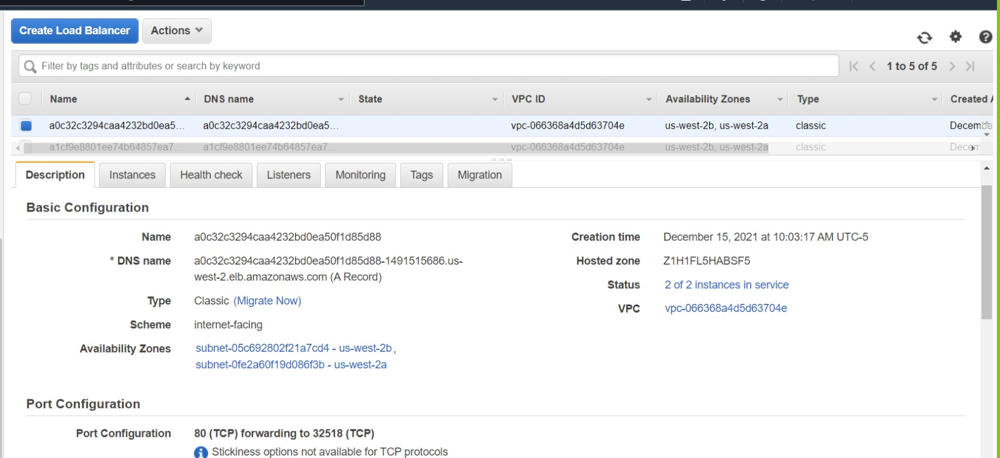 Create Load Balancer Actions
Filter by tags and attributes or search by keyword 1 to 5 of 5
Name DNS name State VPC ID Availability Zones Type Created A
a0c32c3294caa4232bd0ea5... a0c32c3294caa4232bd0ea5... vpc-066368a4d5d63704e us-west-2b, us-west-2a classic Decembe
a1cf9e8801ee74b64857ea7... a1cf9e8801ee74b64857ea7... vpc-066368a4d5d63704e us-west-2b, us-west-2a classic Decem
Description Instances Health check Listeners Monitoring Tags Migration
Basic Configuration
Name a0c32c3294caa4232bd0ea50f1d85d88 Creation time December 15, 2021 at 10:03:17 AM UTC-5
* DNS name a0c32c3294caa4232bd0ea50f1d85d88-1491515686.us- Hosted zone Z1H1FL5HABSF5
west-2.elb.amazonaws.com (A Record) Status 2 of 2 instances in service
Type Classic (Migrate Now) VPC vpc-066368a4d5d63704e
Scheme internet-facing
Availability Zones subnet-05c692802f21a7cd4 - us-west-2b,
subnet-0fe2a60f19d086f3b - us-west-2a
Port Configuration
Port Configuration 80 (TCP) forwarding to 32518 (TCP)
Stickiness options not available for TCP protocols